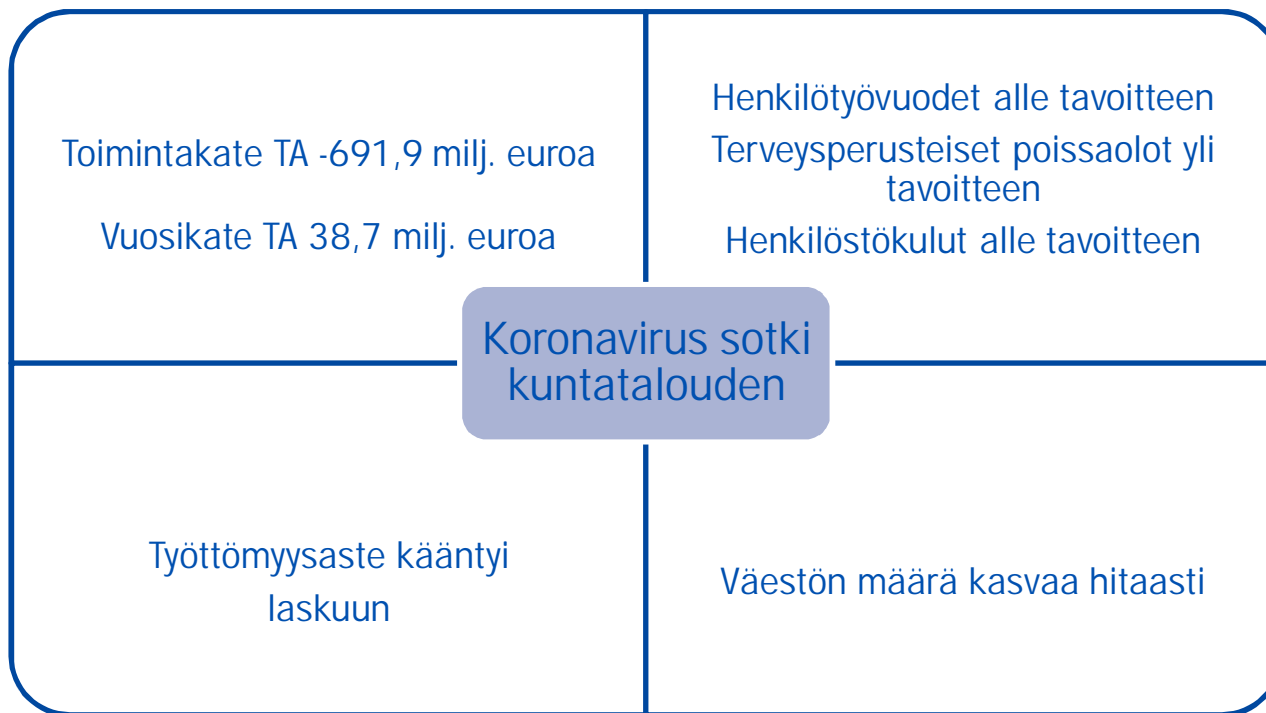 Toimintakate TA -691,9 milj. euroa
Vuosikate TA 38,7 milj. euroa
Henkilötyövuodet alle tavoitteen
Terveysperusteiset poissaolot yli
tavoitteen
Henkilöstökulut alle tavoitteen
Koronavirus sotki
kuntatalouden
Työttömyysaste kääntyi
laskuun
Väestön määrä kasvaa hitaasti